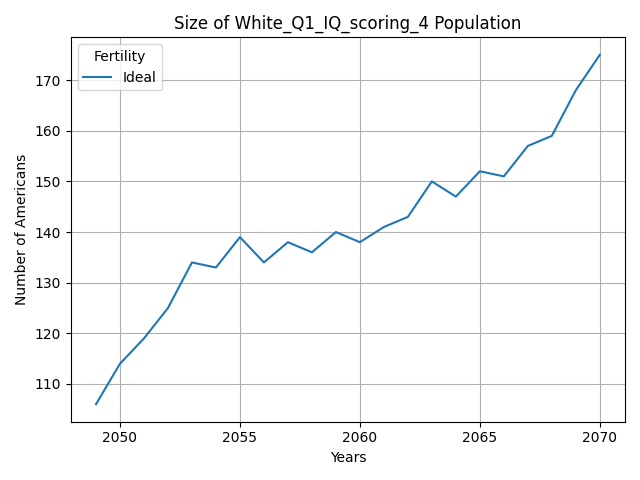 Size of White_Q1_IQ_scoring_4 Population
Fertility
Ideal
Number of Americans
170
160
150
140
130
120
110
2050
2055
2060
2065
2070
Years